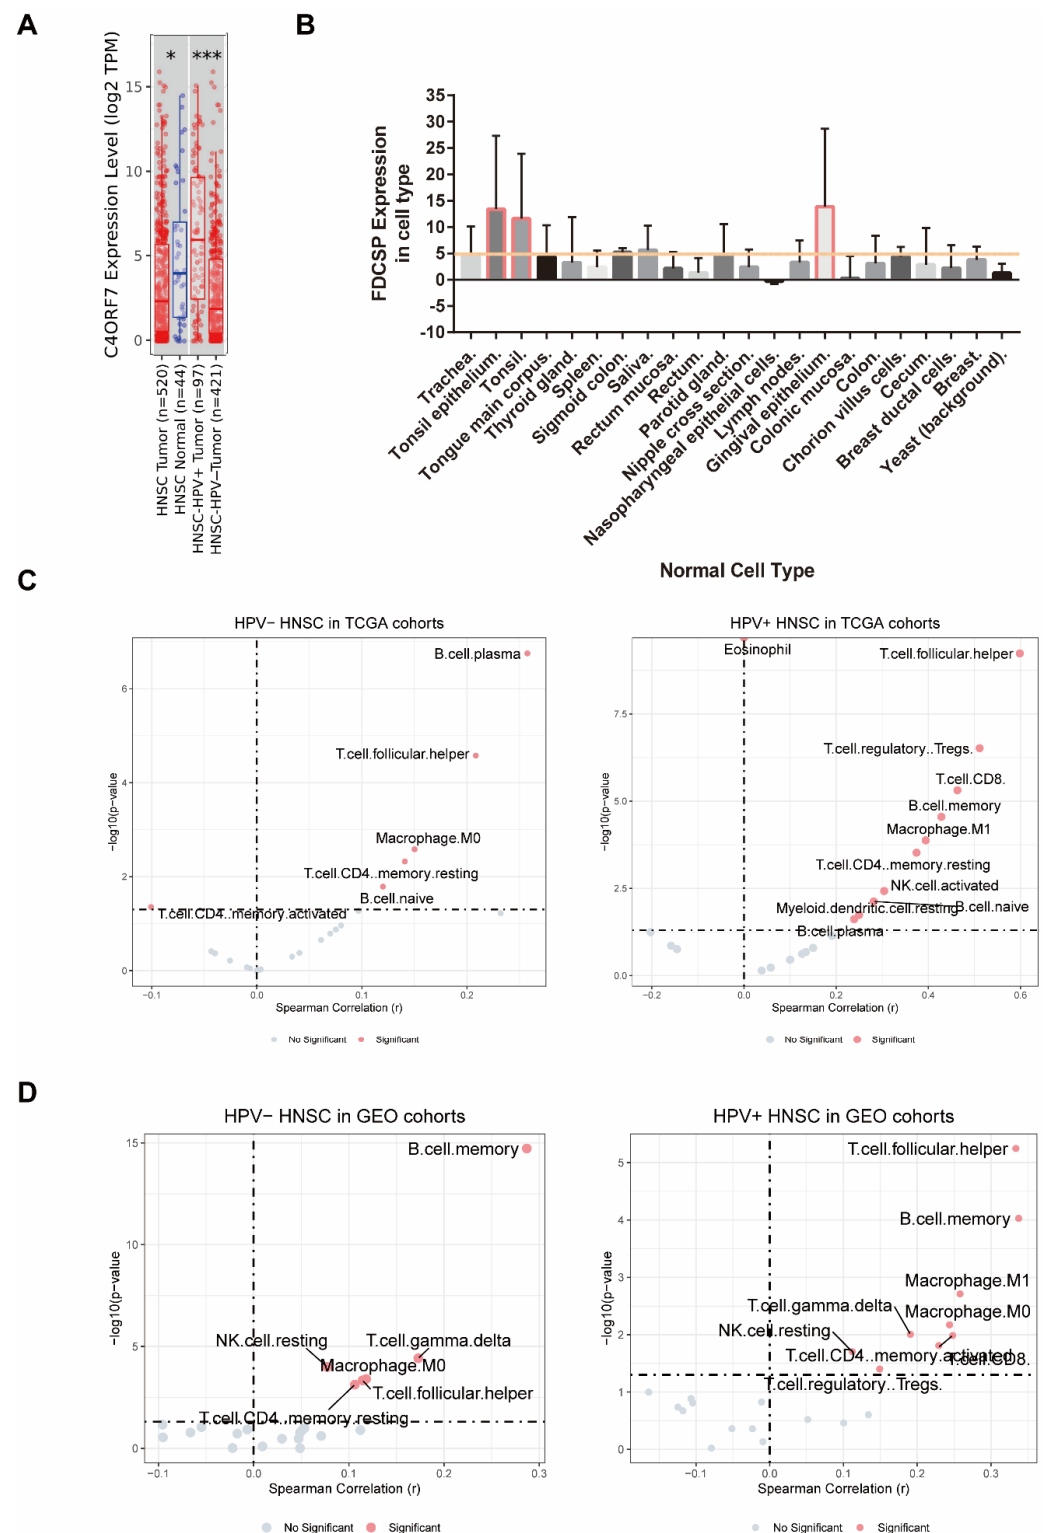 A
B
C4ORF7 Expression Level (log2 TPM)
* ***
15
10
5
0
HNSC Tumor (n=520)
HNSC Normal (n=44)
HNSC-HPV+ Tumor (n=97)
HNSC-HPV−Tumor (n=421)
FDCSP Expression
in cell type
35
30
25
20
15
10
5
0
-5
-10
Trachea.
Tonsil epithelium.
Tonsil.
Tongue main corpus.
Thyroid gland.
Spleen.
Sigmoid colon.
Saliva.
Rectum mucosa.
Rectum.
Parotid gland.
Nipple cross section.
Nasopharyngeal epithelial cells.
Lymph nodes.
Gingival epithelium.
Colonic mucosa.
Colon.
Chorion villus cells.
Cecum.
Breast ductal cells.
Breast.
Yeast (background).
Normal Cell Type
C
HPV− HNSC in TCGA cohorts
−log10(p−value)
6
4
2
0
B.cell.plasma
T.cell.follicular.helper
Macrophage.M0
T.cell.CD4..memory.resting
B.cell.naive
T.cell.CD4..memory.activated
−0.1 0.0 0.1 0.2
Spearman Correlation (r)
No Significant Significant
HPV+ HNSC in TCGA cohorts
−log10(p−value)
7.5
5.0
2.5
0.0
Eosinophil
T.cell.follicular.helper
T.cell.regulatory..Tregs.
T.cell.CD8.
B.cell.memory
Macrophage.M1
T.cell.CD4..memory.resting
NK.cell.activated
Myeloid.dendritic.cell.resting
B.cell.naive
B.cell.plasma
−0.2 0.0 0.2 0.4 0.6
Spearman Correlation (r)
No Significant Significant
D
HPV− HNSC in GEO cohorts
−log10(p−value)
15
10
5
0
B.cell.memory
NK.cell.resting
T.cell.gamma.delta
Macrophage.M0
T.cell.follicular.helper
T.cell.CD4..memory.resting
−0.1 0.0 0.1 0.2 0.3
Spearman Correlation (r)
No Significant Significant
HPV+ HNSC in GEO cohorts
−log10(p−value)
5
4
3
2
1
0
T.cell.follicular.helper
B.cell.memory
Macrophage.M1
T.cell.gamma.delta
Macrophage.M0
NK.cell.resting
T.cell.CD4..memory.activated
T.cell.CD8.
T.cell.regulatory..Tregs.
−0.1 0.0 0.1 0.2 0.3
Spearman Correlation (r)
No Significant Significant